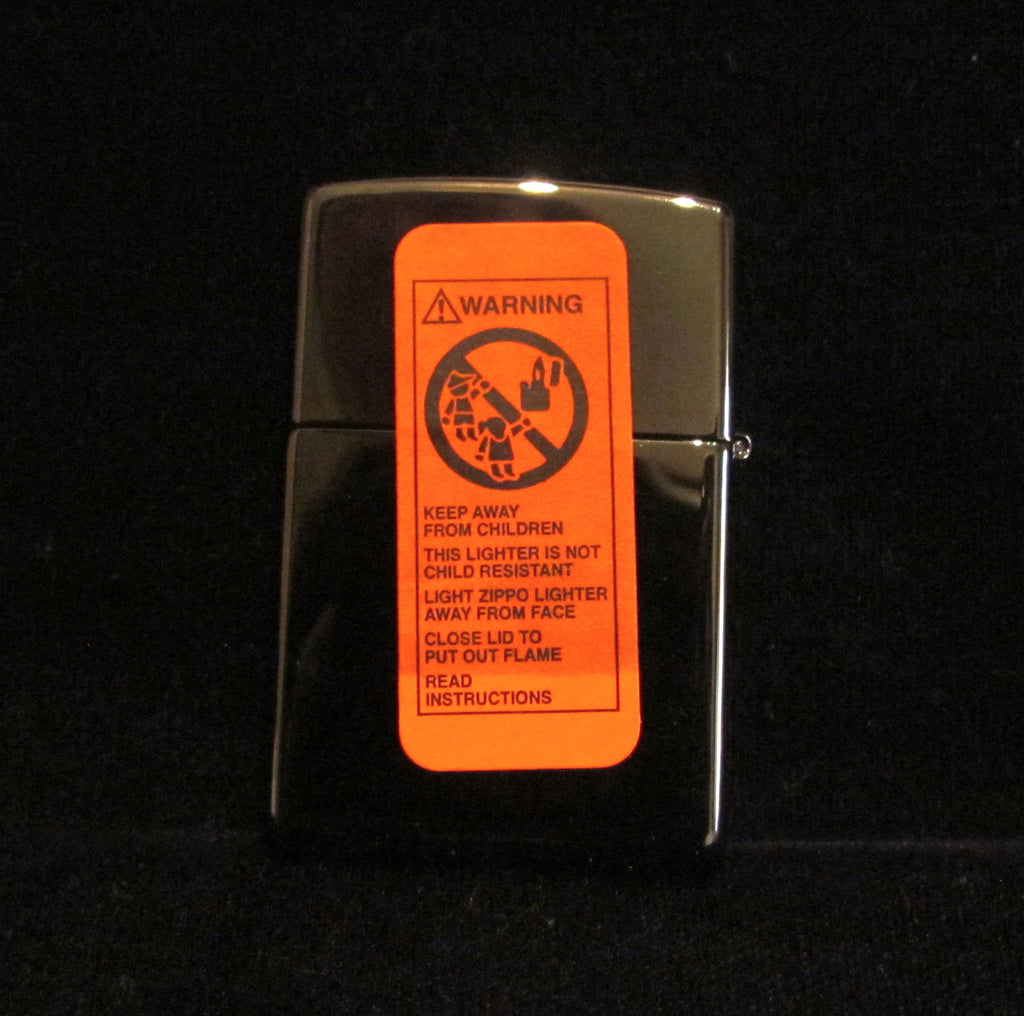 WARNING
KEEP AWAY
FROM CHILDREN
THIS LIGHTER IS NOT
CHILD RESISTANT
LIGHT ZIPPO LIGHTER
AWAY FROM FACE
CLOSE LID TO
PUT OUT FLAME
READ
INSTRUCTIONS